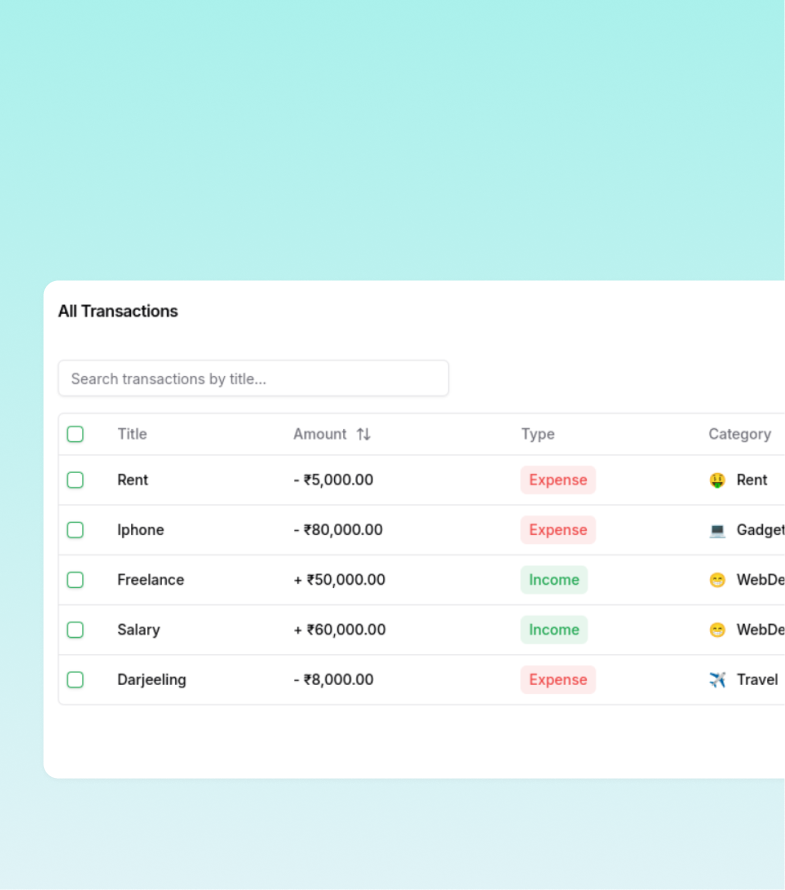 All Transactions
Search transactions by title...
Title Amount Type Category
Rent - ₹5,000.00 Expense Rent
Iphone - ₹80,000.00 Expense Gadget
Freelance + ₹50,000.00 Income WebDe
Salary + ₹60,000.00 Income WebDe
Darjeeling - ₹8,000.00 Expense Travel